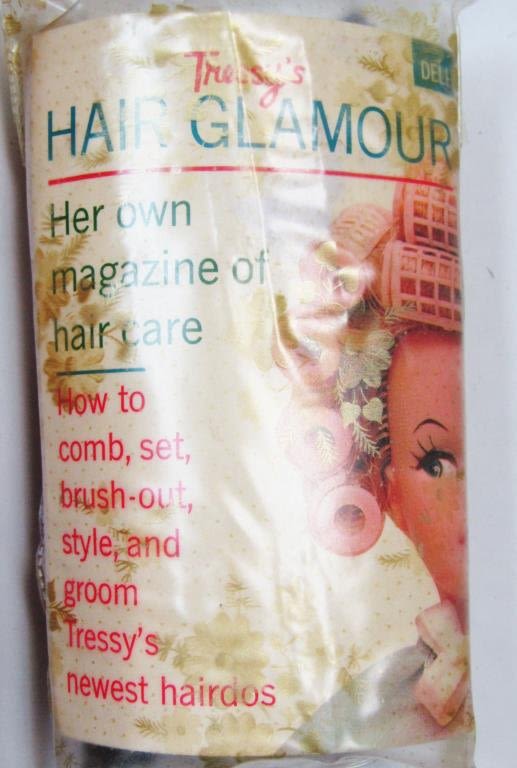 Tressy's
DELL
HAIR GLAMOUR
Her own
magazine of
hair care
How to
comb, set,
brush-out,
style, and
groom
Tressy's
newest hairdos